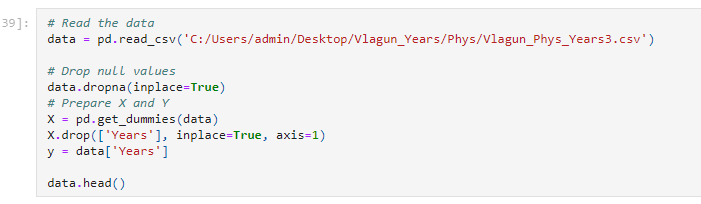 39]:
# Read the data
data = pd.read_csv('C:/Users/admin/Desktop/Vlagun_Years/Phys/Vlagun_Phys_Years3.csv')
# Drop null values
data.dropna(inplace=True)
# Prepare X and Y
X = pd.get_dummies(data)
X.drop(['Years'], inplace=True, axis=1)
y = data['Years']
data.head()